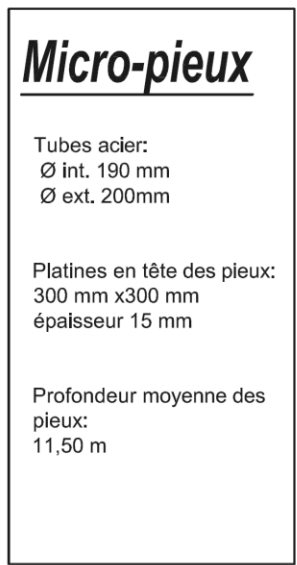 Micro-pieux
Tubes acier:
Ø int. 190 mm
Ø ext. 200mm
Platines en tête des pieux:
300 mm x300 mm
épaisseur 15 mm
Profondeur moyenne des
pieux:
11,50 m